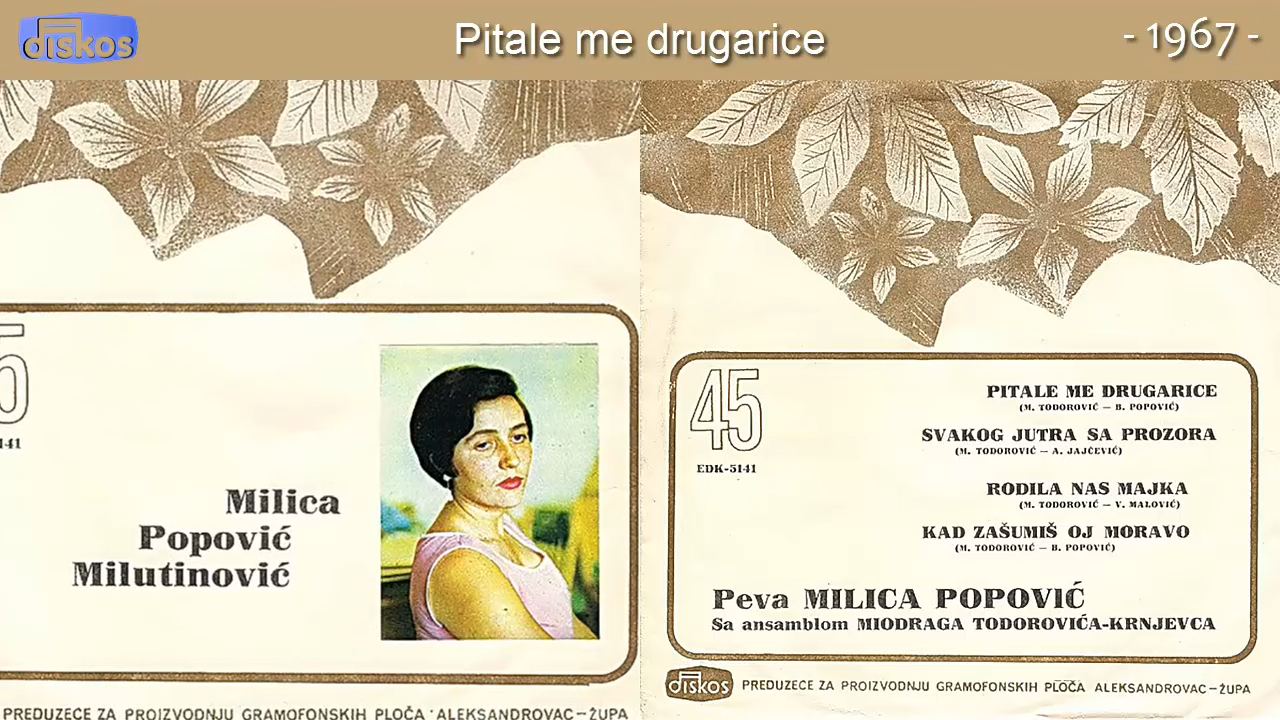 diskos
Pitale me drugarice
- 1967 -
5
141
Milica
Popović
Milutinović
PREDUZEĆE ZA PROIZVODNJU GRAMOFONSKIH PLOČA · ALEKSANDROVAC–ŽUPA
45
EDK-5141
PITALE ME DRUGARICE
(M. TODOROVIĆ — B. POPOVIĆ)
SVAKOG JUTRA SA PROZORA
(M. TODOROVIĆ — A. JAJČEVIĆ)
RODILA NAS MAJKA
(M. TODOROVIĆ — V. MALOVIĆ)
KAD ZAŠUMIŠ OJ MORAVO
(M. TODOROVIĆ — B. POPOVIĆ)
Peva MILICA POPOVIĆ
Sa ansamblom MIODRAGA TODOROVIĆA-KRNJEVCA
diskos PREDUZEĆE ZA PROIZVODNJU GRAMOFONSKIH PLOČA ALEKSANDROVAC–ŽUPA